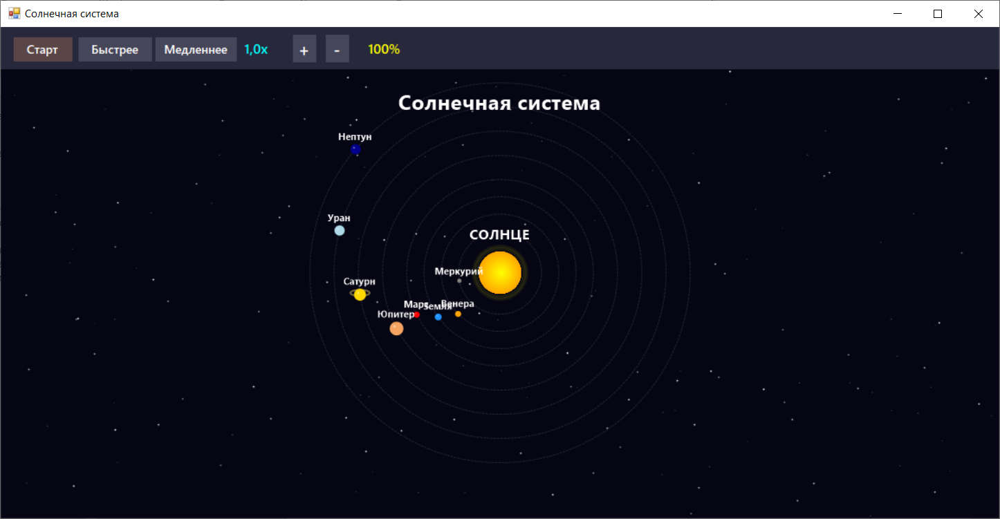 Солнечная система
Старт Быстрее Медленнее 1,0x + - 100%
Солнечная система
Нептун
Уран
СОЛНЦЕ
Меркурий
Сатурн
Марс Земля Венера
Юпитер